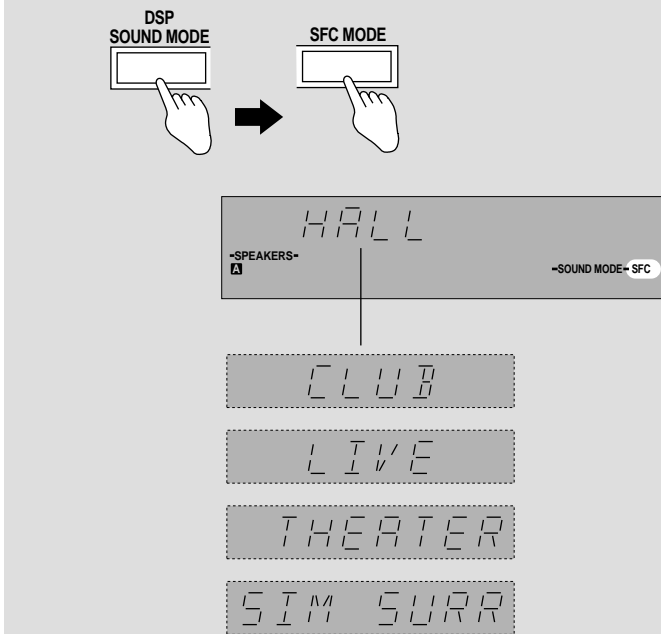 DSP
SOUND MODE
SFC MODE
HALL
-SPEAKERS-
A
-SOUND MODE- SFC
CLUB
LIVE
THEATER
SIM SURR